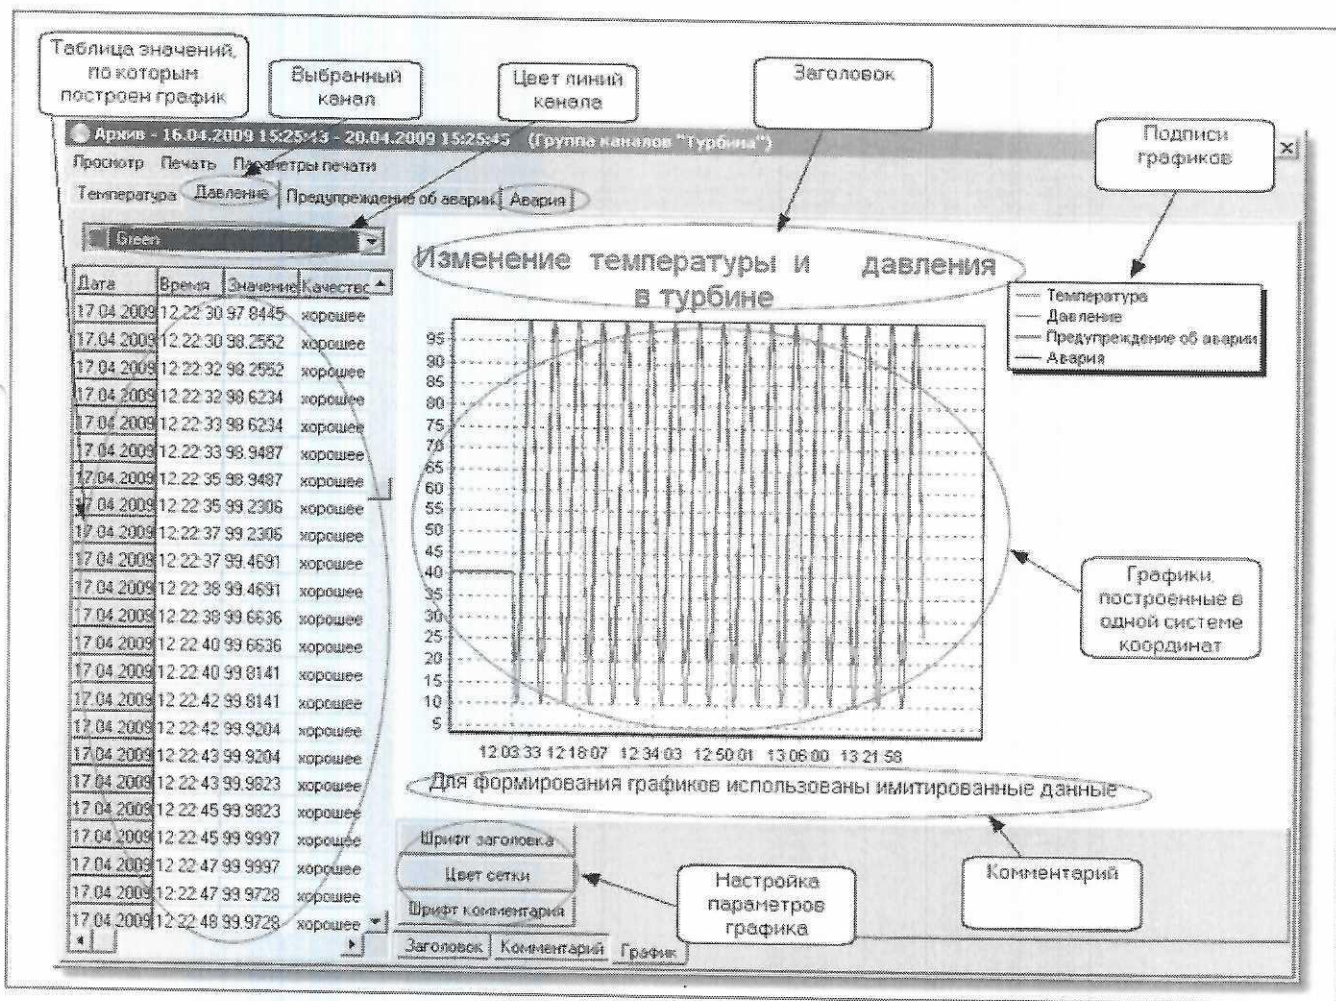 Таблица значений,
по которым
построен график
Выбранный
канал
Цвет линий
канала
Заголовок
Подписи
графиков
Архив - 16.04.2009 15:25:43 - 20.04.2009 15:25:43 (Группа каналов "Турбина")
Просмотр Печать Параметры печати
Температура Давление Предупреждение об аварии Авария
Green
Изменение температуры и давления
в турбине
Температура
Давление
Предупреждение об аварии
Авария
Дата Время Значение Качество
17.04.2009 12:22:30 97.8445 хорошее
17.04.2009 12:22:30 98.2552 хорошее
17.04.2009 12:22:32 98.2552 хорошее
17.04.2009 12:22:32 98.6234 хорошее
17.04.2009 12:22:33 98.6234 хорошее
17.04.2009 12:22:33 98.9487 хорошее
17.04.2009 12:22:35 98.9487 хорошее
17.04.2009 12:22:35 99.2306 хорошее
17.04.2009 12:22:37 99.2306 хорошее
17.04.2009 12:22:37 99.4691 хорошее
17.04.2009 12:22:38 99.4691 хорошее
17.04.2009 12:22:38 99.6636 хорошее
17.04.2009 12:22:40 99.6636 хорошее
17.04.2009 12:22:40 99.8141 хорошее
17.04.2009 12:22:42 99.8141 хорошее
17.04.2009 12:22:42 99.9204 хорошее
17.04.2009 12:22:43 99.9204 хорошее
17.04.2009 12:22:43 99.9823 хорошее
17.04.2009 12:22:45 99.9823 хорошее
17.04.2009 12:22:45 99.9997 хорошее
17.04.2009 12:22:47 99.9997 хорошее
17.04.2009 12:22:47 99.9728 хорошее
17.04.2009 12:22:48 99.9728 хорошее
95
90
85
80
75
70
65
60
55
50
45
40
35
30
25
20
15
10
5
12:03:33 12:18:07 12:34:03 12:50:01 13:06:00 13:21:58
Графики,
построенные в
одной системе
координат
Для формирования графиков использованы имитированные данные
Шрифт заголовка
Цвет сетки
Шрифт комментария
Настройка
параметров
графика
Комментарий
Заголовок Комментарий График